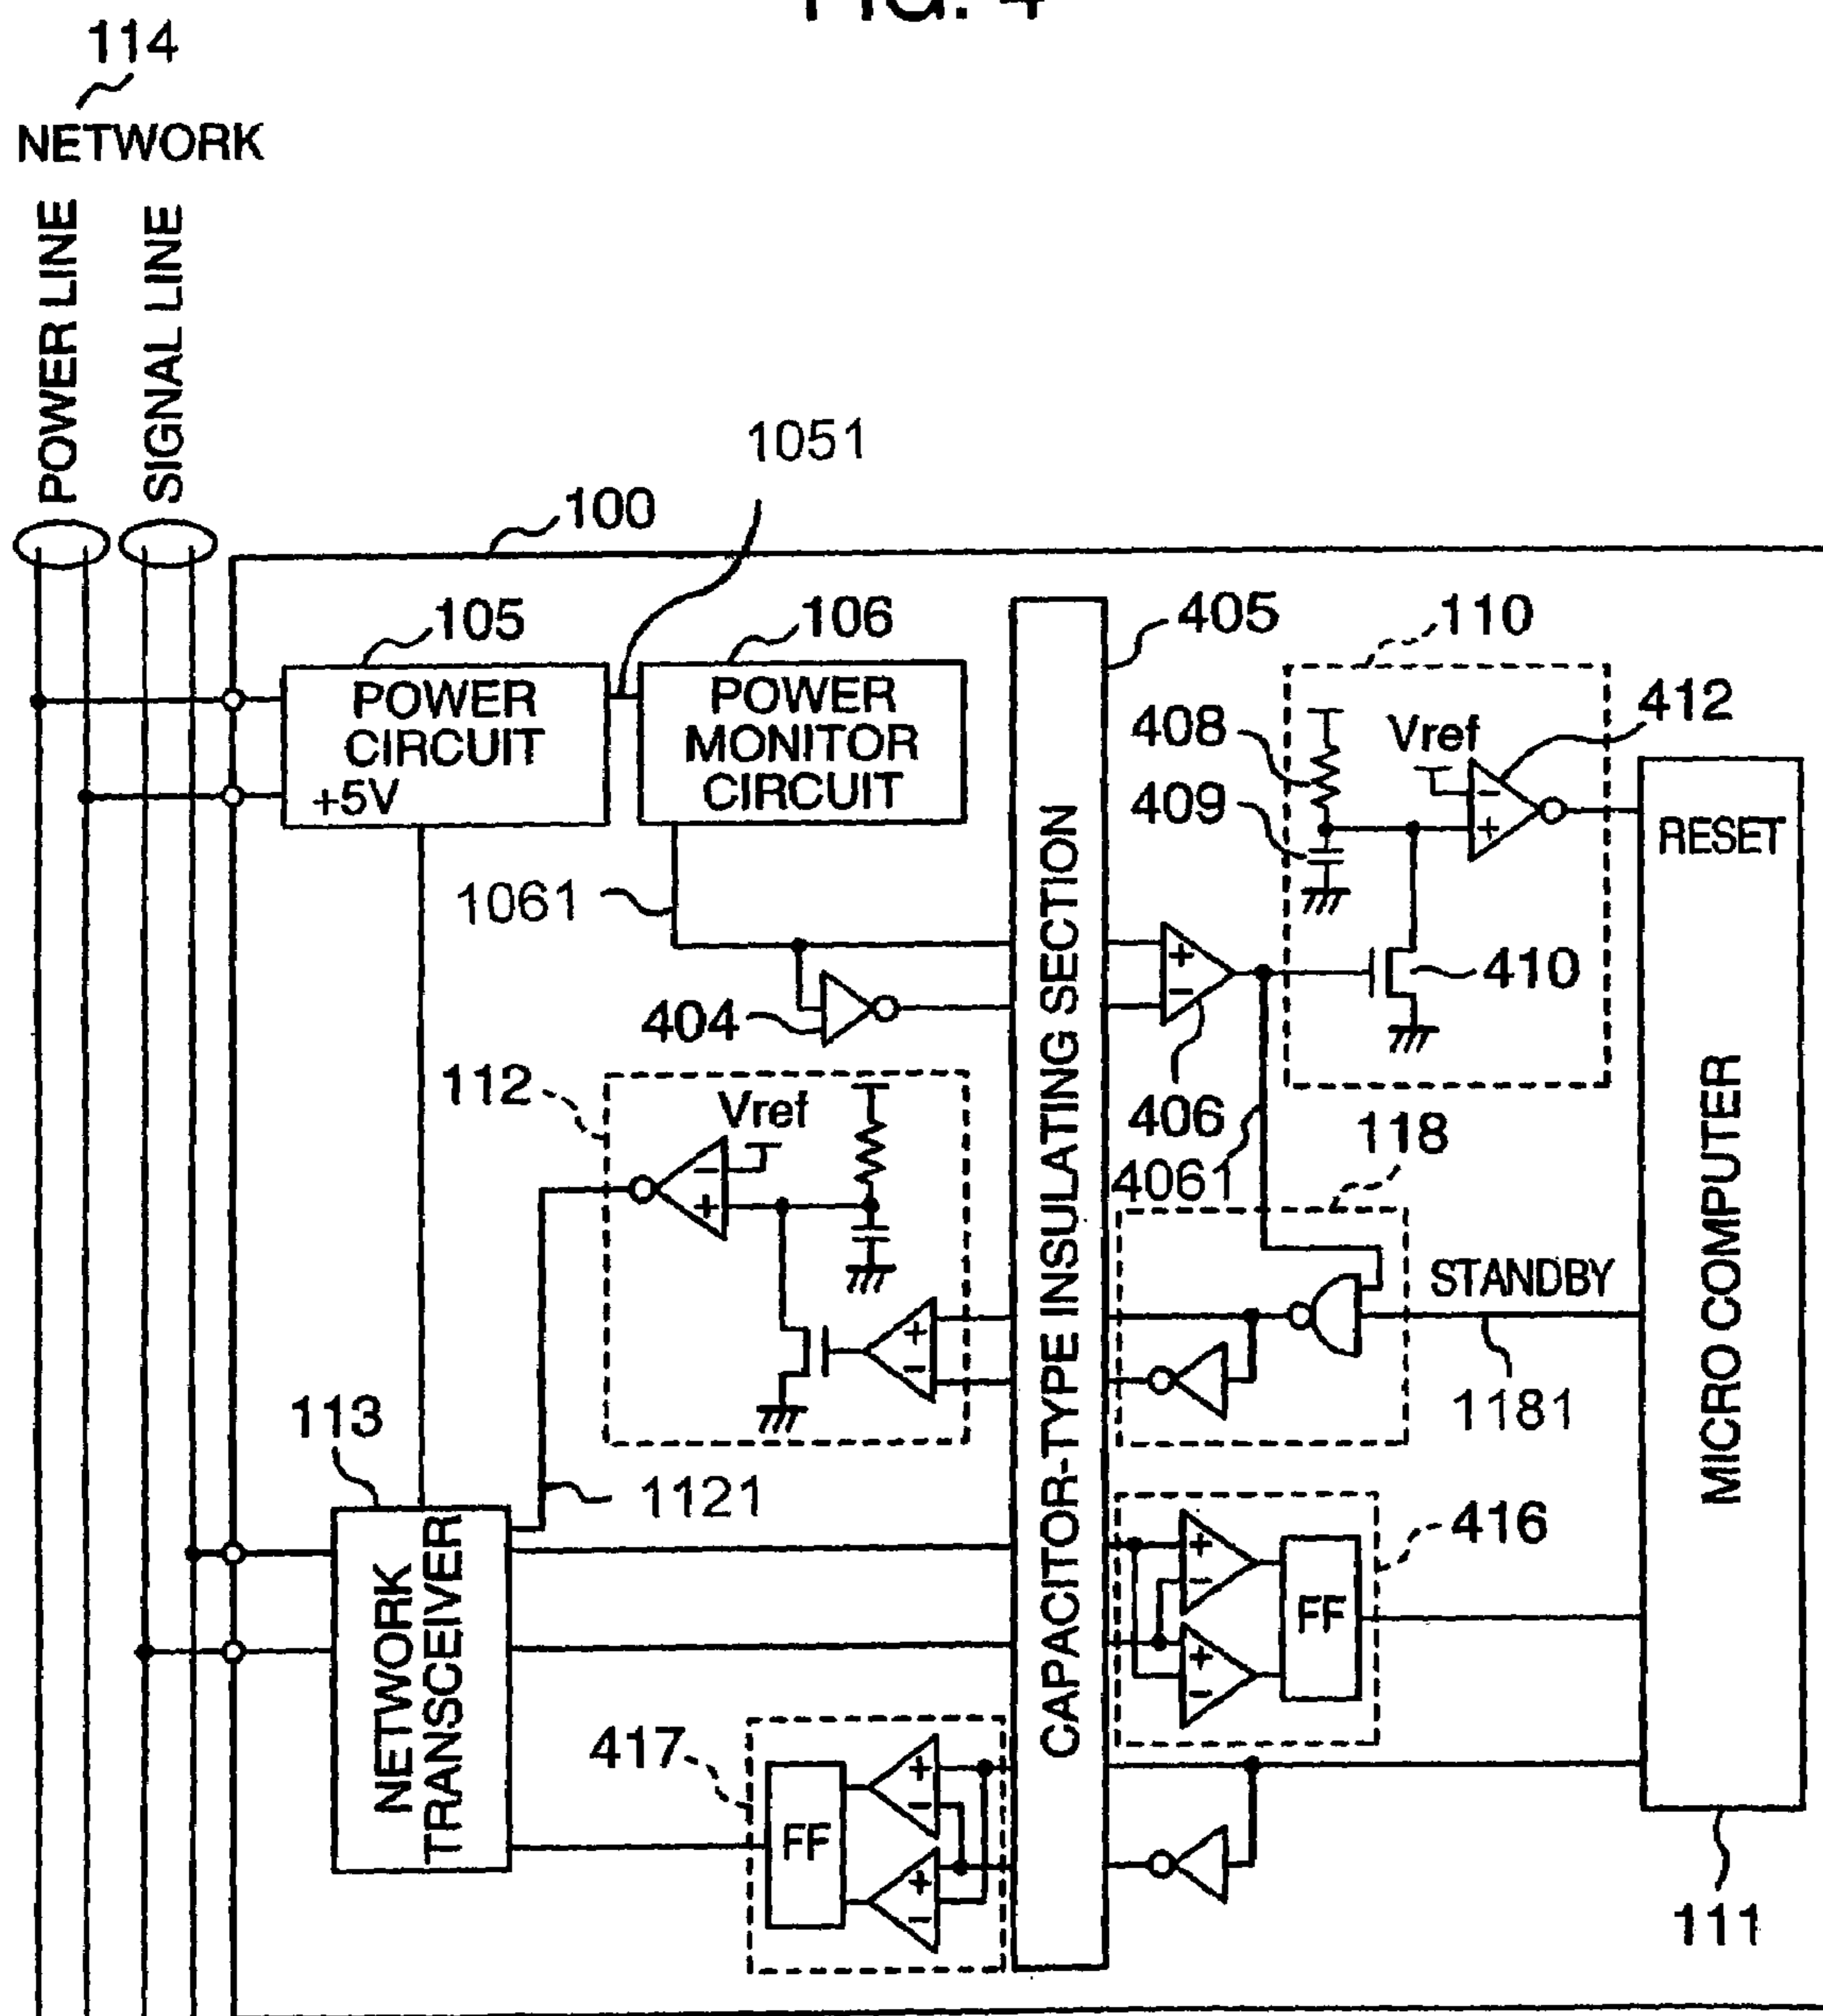 FIG. 4
114
NETWORK
POWER LINE
SIGNAL LINE
1051
100
105
106
405
110
POWER
CIRCUIT
+5V
POWER
MONITOR
CIRCUIT
408
409
Vref
412
-
+
RESET
1061
404
+
-
406
410
4061
118
112
Vref
-
+
+
-
CAPACITOR-TYPE INSULATING SECTION
STANDBY
1181
MICRO COMPUTER
113
1121
NETWORK
TRANSCEIVER
416
+
-
+
-
FF
417
FF
+
-
+
-
111